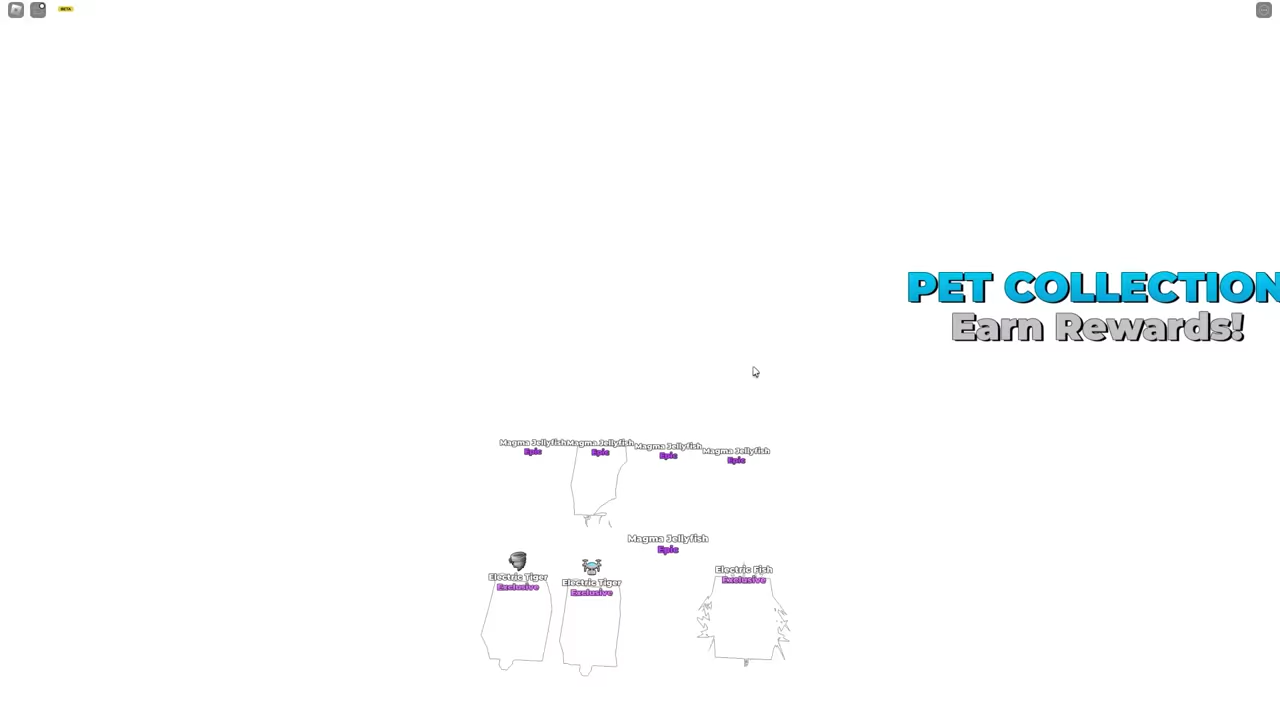 BETA
PET COLLECTION
Earn Rewards!
Magma Jellyfish
Epic
Magma Jellyfish
Epic
Magma Jellyfish
Epic
Magma Jellyfish
Epic
Magma Jellyfish
Epic
Electric Tiger
Exclusive
Electric Tiger
Exclusive
Electric Fish
Exclusive